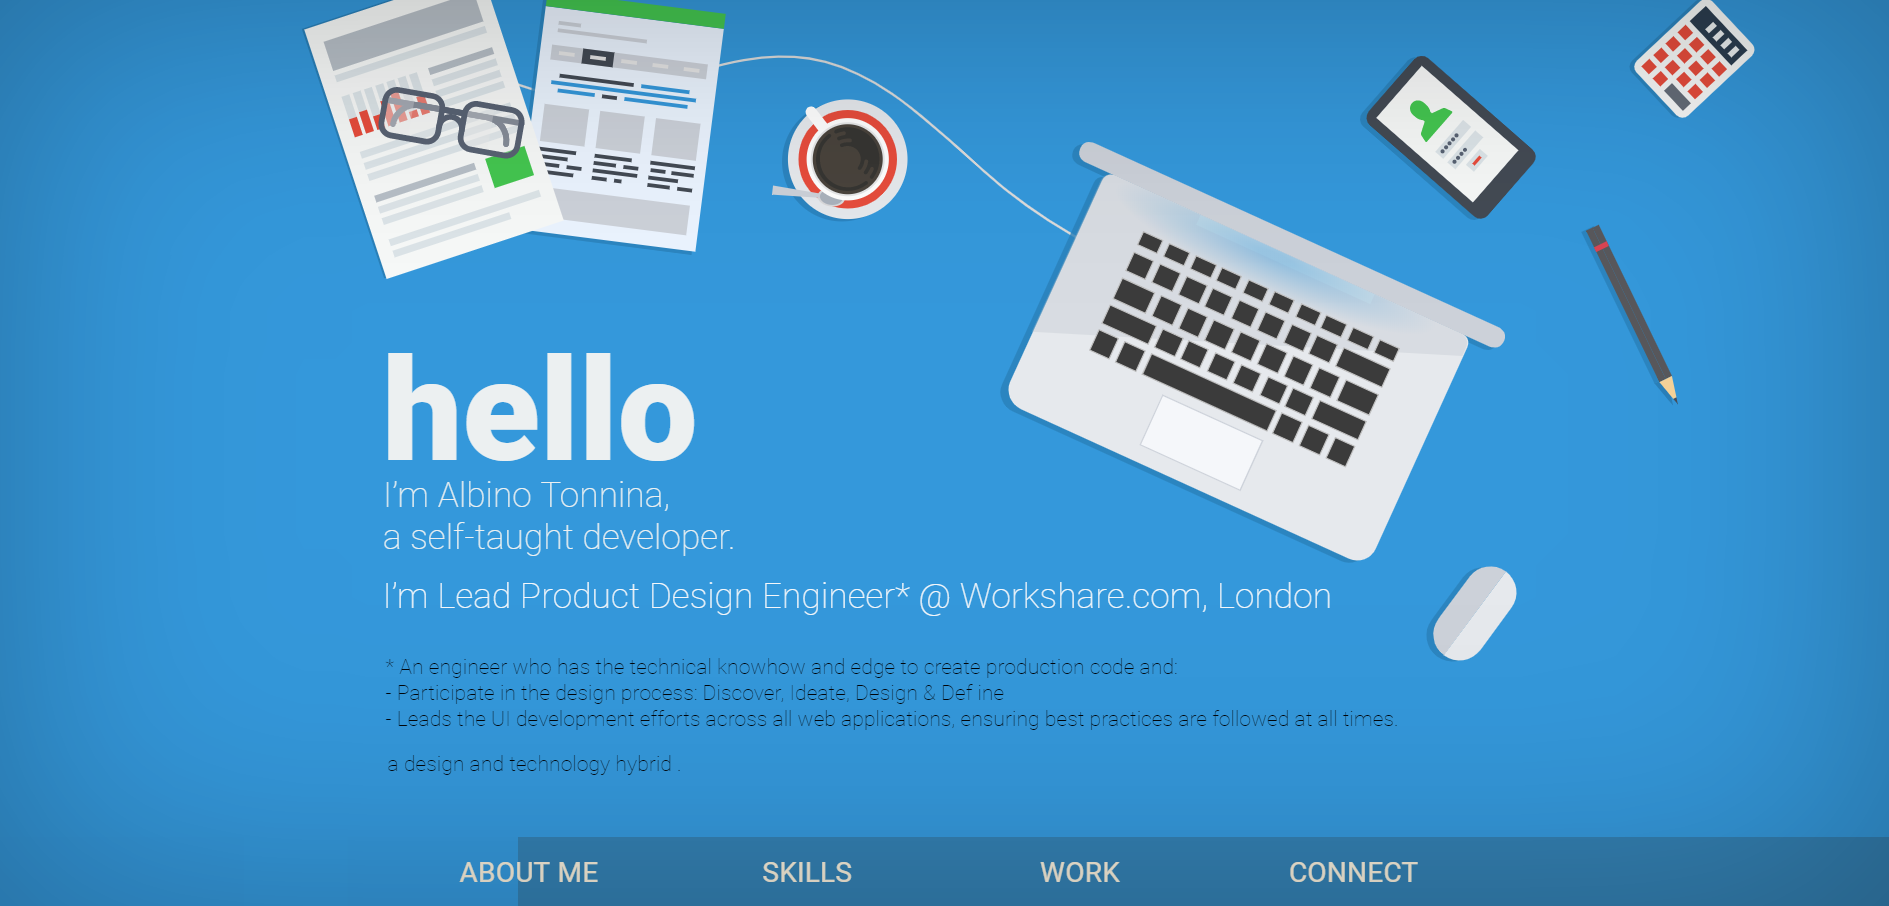 hello
I'm Albino Tonnina,
a self-taught developer.
I'm Lead Product Design Engineer* @ Workshare.com, London
* An engineer who has the technical knowhow and edge to create production code and:
- Participate in the design process: Discover, Ideate, Design & Def ine
- Leads the UI development efforts across all web applications, ensuring best practices are followed at all times.
a design and technology hybrid .
ABOUT ME SKILLS WORK CONNECT